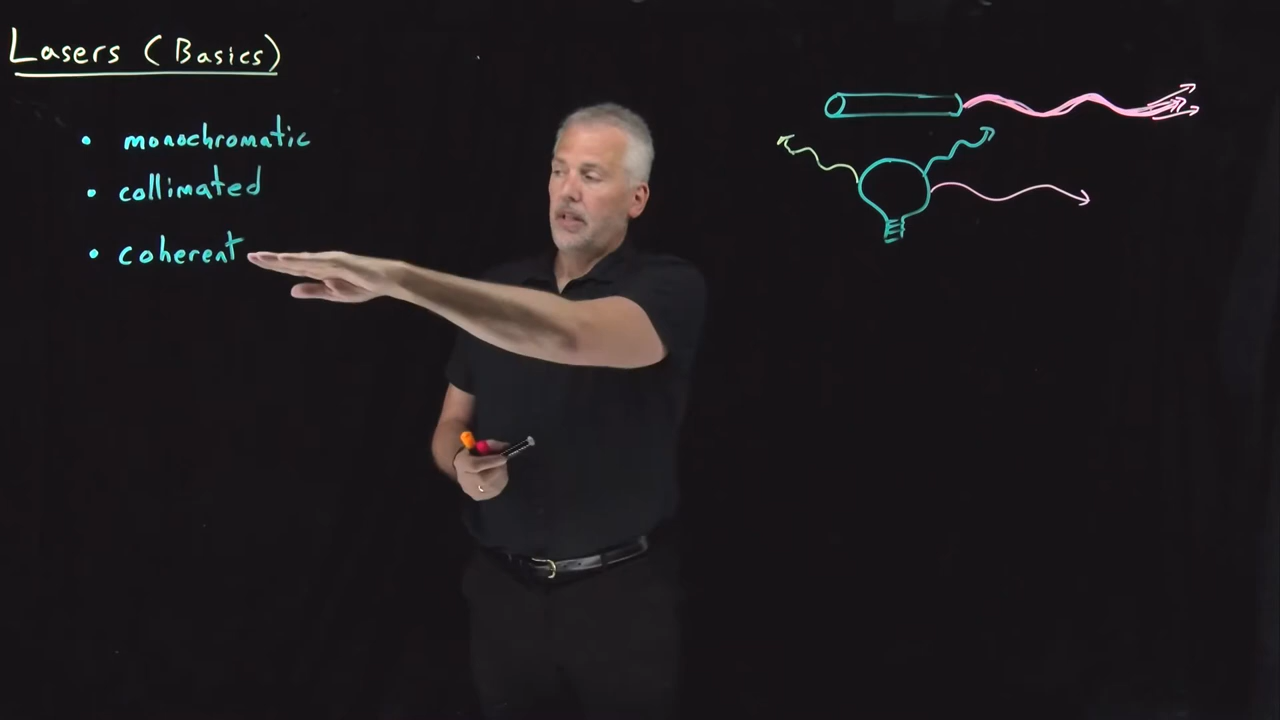 Lasers (Basics)
• monochromatic
• collimated
• coherent